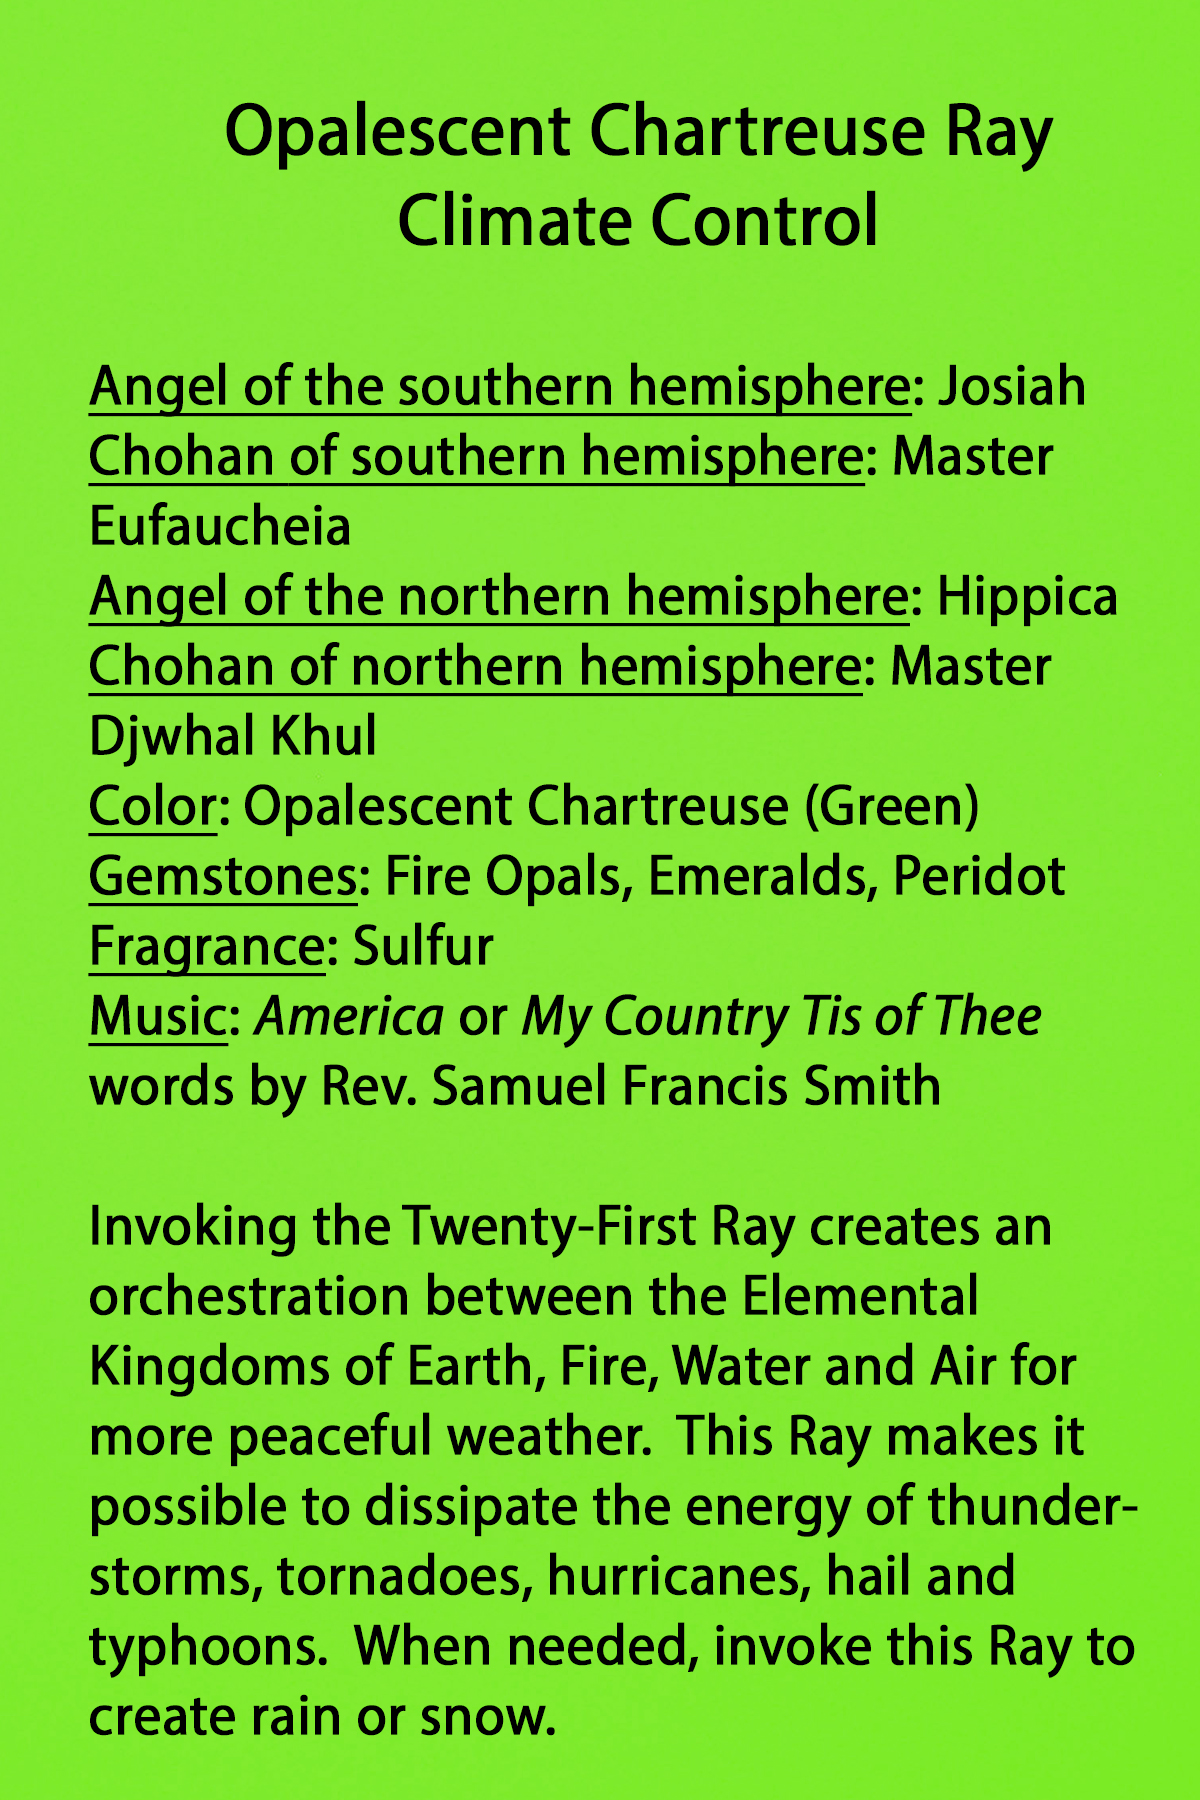 Opalescent Chartreuse Ray
Climate Control
Angel of the southern hemisphere: Josiah
Chohan of southern hemisphere: Master
Eufaucheia
Angel of the northern hemisphere: Hippica
Chohan of northern hemisphere: Master
Djwhal Khul
Color: Opalescent Chartreuse (Green)
Gemstones: Fire Opals, Emeralds, Peridot
Fragrance: Sulfur
Music: America or My Country Tis of Thee
words by Rev. Samuel Francis Smith
Invoking the Twenty-First Ray creates an
orchestration between the Elemental
Kingdoms of Earth, Fire, Water and Air for
more peaceful weather.  This Ray makes it
possible to dissipate the energy of thunder-
storms, tornadoes, hurricanes, hail and
typhoons.  When needed, invoke this Ray to
create rain or snow.